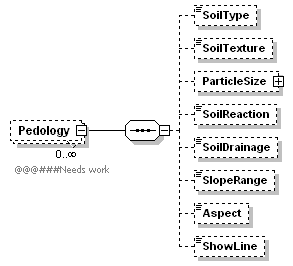 SoilType
SoilTexture
ParticleSize
SoilReaction
Pedology
0..∞
SoilDrainage
@@@###Needs work
SlopeRange
Aspect
ShowLine